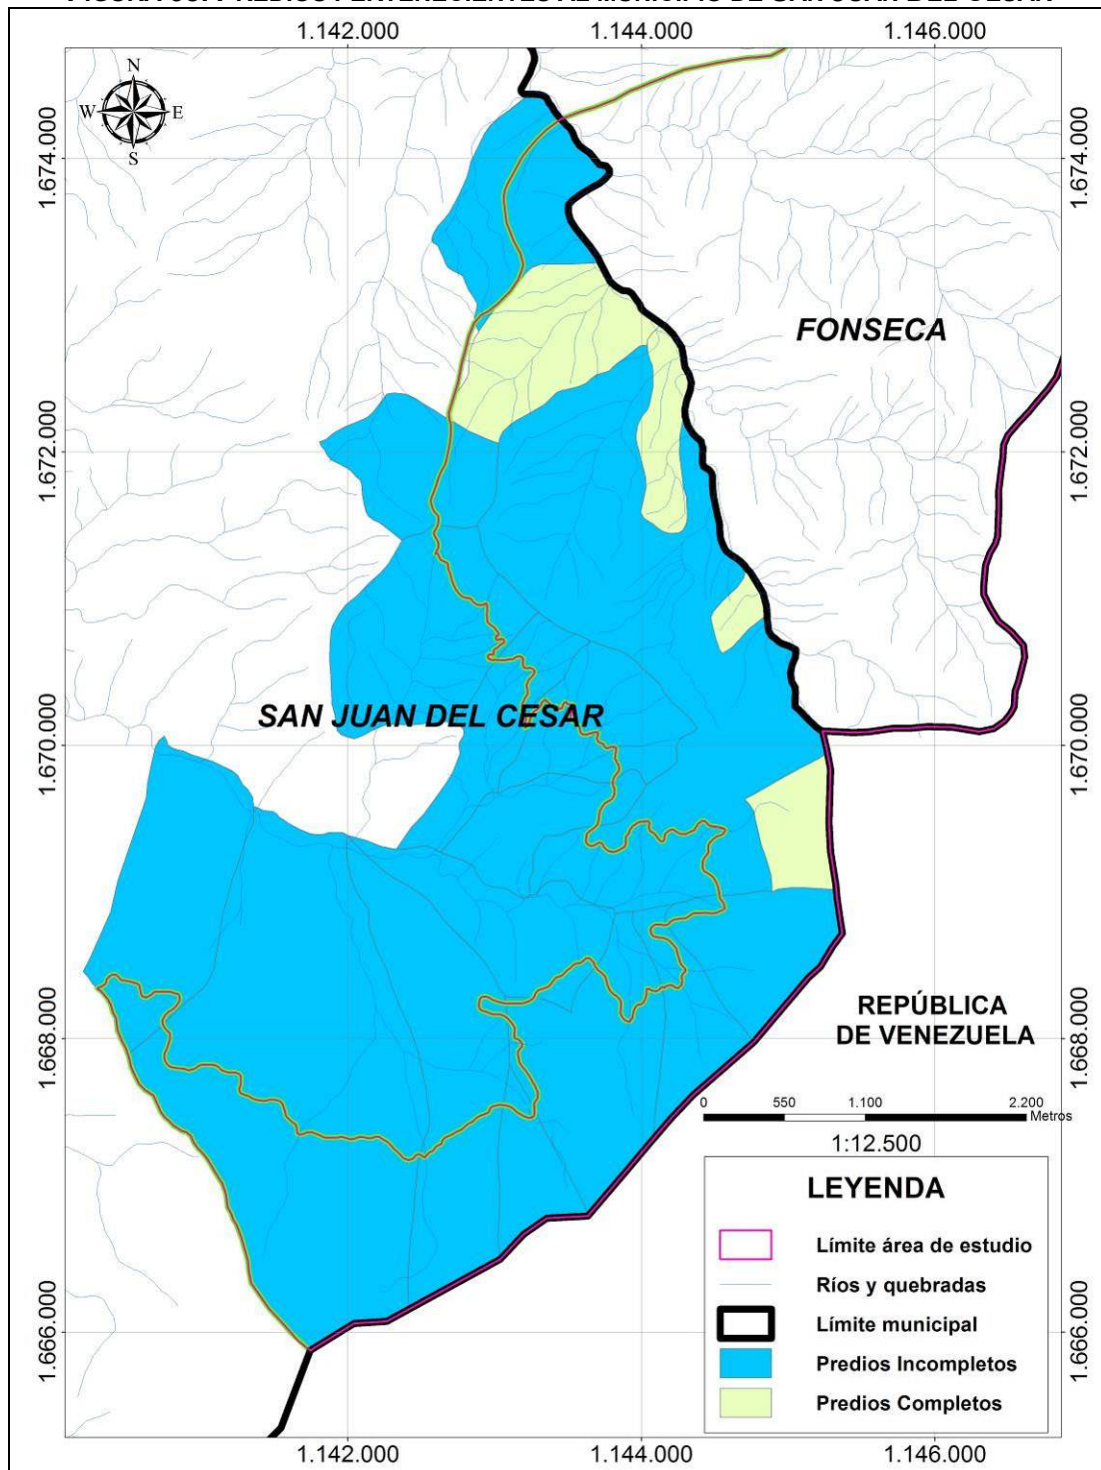 1.142.000 1.144.000 1.146.000
N
W E
S
1.674.000 1.674.000
FONSECA
1.672.000 1.672.000
SAN JUAN DEL CESAR
1.670.000 1.670.000
REPÚBLICA
DE VENEZUELA
1.668.000 1.668.000
0 550 1.100 2.200
Metros
1:12.500
LEYENDA
Límite área de estudio
Ríos y quebradas
Límite municipal
Predios Incompletos
Predios Completos
1.666.000 1.666.000
1.142.000 1.144.000 1.146.000